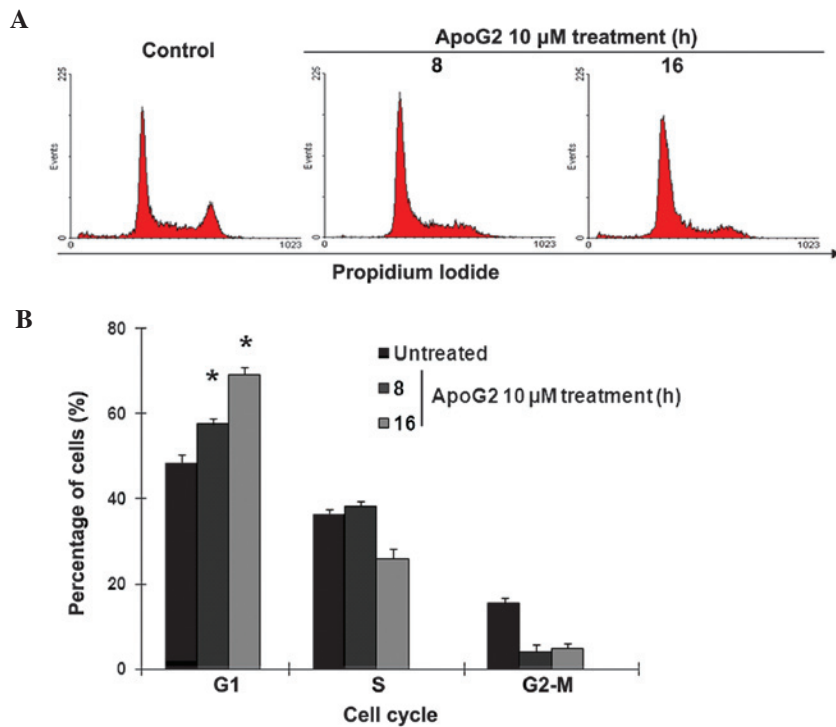 A
Control
ApoG2 10 µM treatment (h)
8
16
225
Events
0
0
1023
225
Events
0
0
1023
225
Events
0
0
1023
Propidium Iodide
B
80
60
40
20
0
Percentage of cells (%)
*
*
Untreated
8
16
ApoG2 10 µM treatment (h)
G1
S
G2-M
Cell cycle